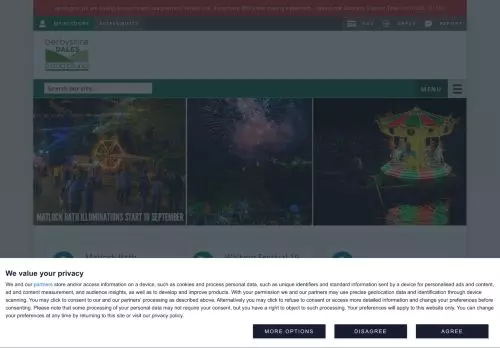 ACCESSIBILITY
PAY
APPLY
REPORT
derbyshire
DALES
Search our site...
MENU
MATLOCK BATH ILLUMINATIONS START 10 SEPTEMBER
Matlock Bath
We value your privacy
We and our partners store and/or access information on a device, such as cookies and process personal data, such as unique identifiers and standard information sent by a device for personalised ads and content,
ad and content measurement, and audience insights, as well as to develop and improve products. With your permission we and our partners may use precise geolocation data and identification through device
scanning. You may click to consent to our and our partners' processing as described above. Alternatively you may click to refuse to consent or access more detailed information and change your preferences before
consenting. Please note that some processing of your personal data may not require your consent, but you have a right to object to such processing. Your preferences will apply to this website only. You can change
your preferences at any time by returning to this site or visit our privacy policy.
MORE OPTIONS
DISAGREE
AGREE